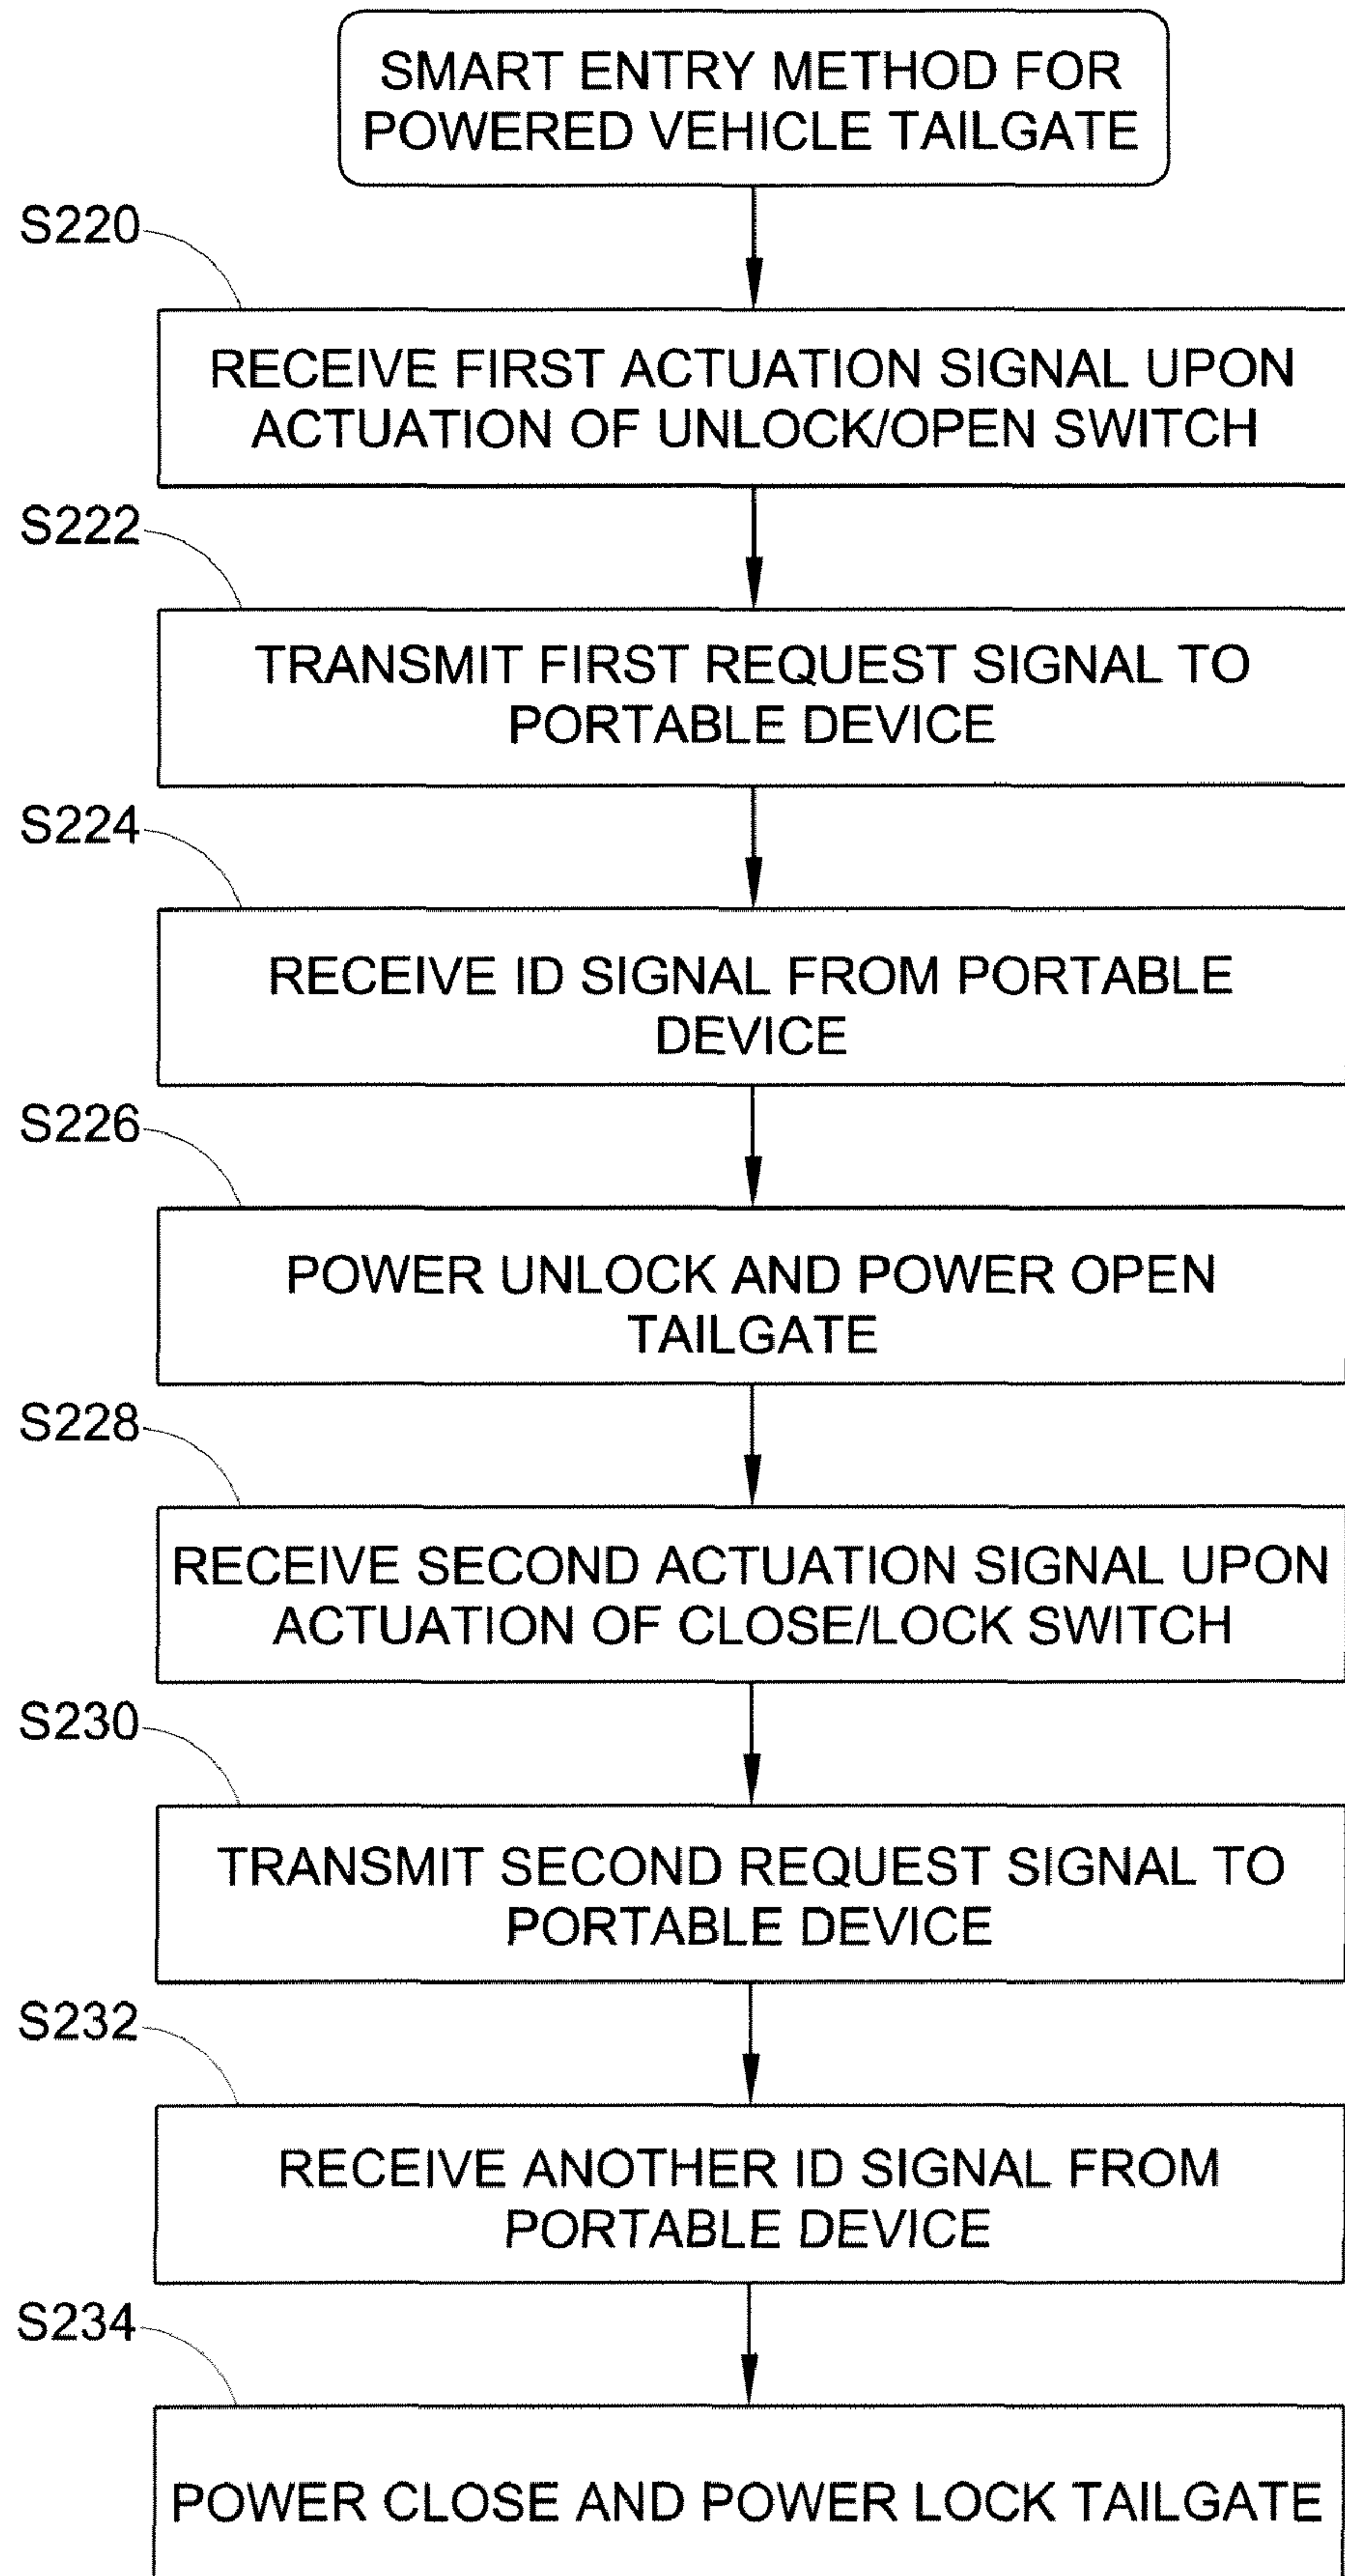 SMART ENTRY METHOD FOR
POWERED VEHICLE TAILGATE
S220
RECEIVE FIRST ACTUATION SIGNAL UPON
ACTUATION OF UNLOCK/OPEN SWITCH
S222
TRANSMIT FIRST REQUEST SIGNAL TO
PORTABLE DEVICE
S224
RECEIVE ID SIGNAL FROM PORTABLE
DEVICE
S226
POWER UNLOCK AND POWER OPEN
TAILGATE
S228
RECEIVE SECOND ACTUATION SIGNAL UPON
ACTUATION OF CLOSE/LOCK SWITCH
S230
TRANSMIT SECOND REQUEST SIGNAL TO
PORTABLE DEVICE
S232
RECEIVE ANOTHER ID SIGNAL FROM
PORTABLE DEVICE
S234
POWER CLOSE AND POWER LOCK TAILGATE